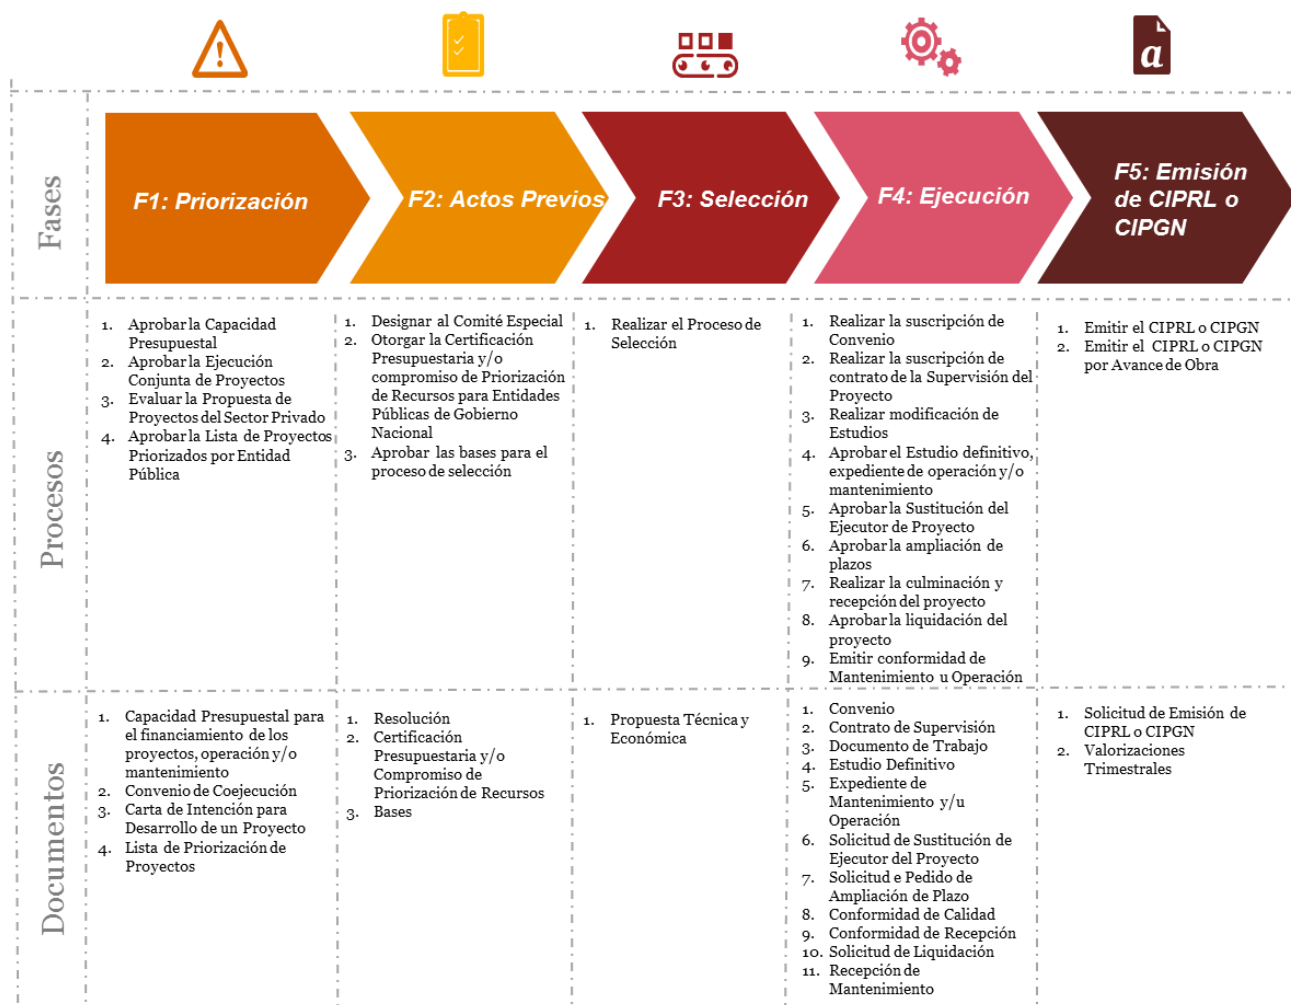 a
Fases
F1: Priorización
F2: Actos Previos
F3: Selección
F4: Ejecución
F5: Emisión
de CIPRL o
CIPGN
Procesos
1. Aprobar la Capacidad
Presupuestal
2. Aprobar la Ejecución
Conjunta de Proyectos
3. Evaluar la Propuesta de
Proyectos del Sector Privado
4. Aprobar la Lista de Proyectos
Priorizados por Entidad
Pública
1. Designar al Comité Especial
2. Otorgar la Certificación
Presupuestaria y/o
compromiso de Priorización
de Recursos para Entidades
Públicas de Gobierno
Nacional
3. Aprobar las bases para el
proceso de selección
1. Realizar el Proceso de
Selección
1. Realizar la suscripción de
Convenio
2. Realizar la suscripción de
contrato de la Supervisión del
Proyecto
3. Realizar modificación de
Estudios
4. Aprobar el Estudio definitivo,
expediente de operación y/o
mantenimiento
5. Aprobar la Sustitución del
Ejecutor de Proyecto
6. Aprobar la ampliación de
plazos
7. Realizar la culminación y
recepción del proyecto
8. Aprobar la liquidación del
proyecto
9. Emitir conformidad de
Mantenimiento u Operación
1. Emitir el CIPRL o CIPGN
2. Emitir el CIPRL o CIPGN
por Avance de Obra
Documentos
1. Capacidad Presupuestal para
el financiamiento de los
proyectos, operación y/o
mantenimiento
2. Convenio de Coejecución
3. Carta de Intención para
Desarrollo de un Proyecto
4. Lista de Priorización de
Proyectos
1. Resolución
2. Certificación
Presupuestaria y/o
Compromiso de
Priorización de Recursos
3. Bases
1. Propuesta Técnica y
Económica
1. Convenio
2. Contrato de Supervisión
3. Documento de Trabajo
4. Estudio Definitivo
5. Expediente de
Mantenimiento y/u
Operación
6. Solicitud de Sustitución de
Ejecutor del Proyecto
7. Solicitud e Pedido de
Ampliación de Plazo
8. Conformidad de Calidad
9. Conformidad de Recepción
10. Solicitud de Liquidación
11. Recepción de
Mantenimiento
1. Solicitud de Emisión de
CIPRL o CIPGN
2. Valorizaciones
Trimestrales